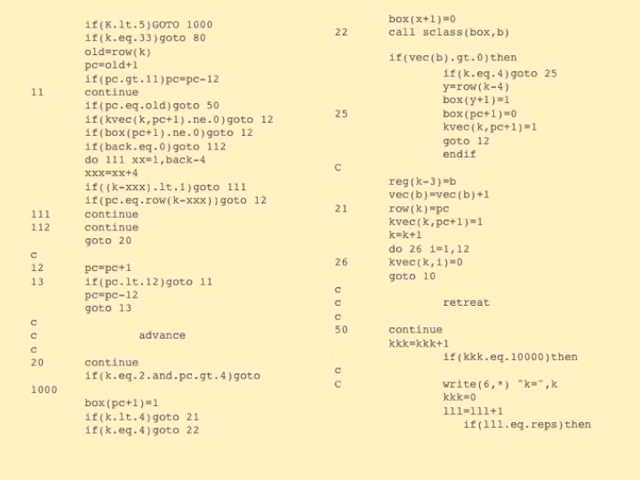 if(K.lt.5)GOTO 1000
if(k.eq.33)goto 80
old=row(k)
pc=old+1
if(pc.gt.11)pc=pc-12
11 continue
if(pc.eq.old)goto 50
if(kvec(k,pc+1).ne.0)goto 12
if(box(pc+1).ne.0)goto 12
if(back.eq.0)goto 112
do 111 xx=1,back-4
xxx=xx+4
if((k-xxx).lt.1)goto 111
if(pc.eq.row(k-xxx))goto 12
111 continue
112 continue
goto 20
c
12 pc=pc+1
13 if(pc.lt.12)goto 11
pc=pc-12
goto 13
c
c advance
c
20 continue
if(k.eq.2.and.pc.gt.4)goto
1000
box(pc+1)=1
if(k.lt.4)goto 21
if(k.eq.4)goto 22
box(x+1)=0
22 call sclass(box,b)
if(vec(b).gt.0)then
if(k.eq.4)goto 25
y=row(k-4)
box(y+1)=1
25 box(pc+1)=0
kvec(k,pc+1)=1
goto 12
endif
C
reg(k-3)=b
vec(b)=vec(b)+1
21 row(k)=pc
kvec(k,pc+1)=1
k=k+1
do 26 i=1,12
26 kvec(k,i)=0
goto 10
c
c retreat
c
50 continue
kkk=kkk+1
if(kkk.eq.10000)then
c
C write(6,*) "k=",k
kkk=0
lll=lll+1
if(lll.eq.reps)then